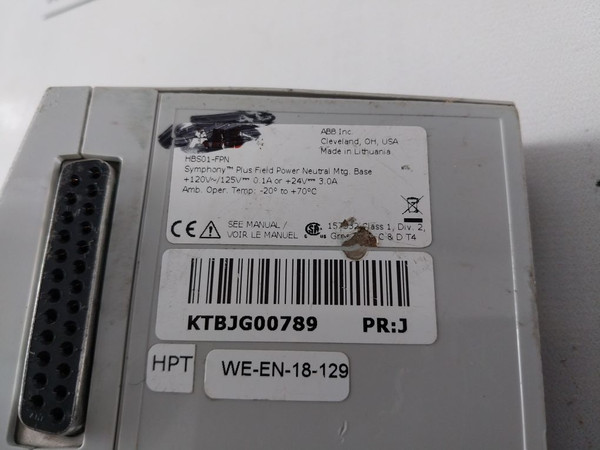 ABB Inc.
Cleveland, OH, USA
Made in Lithuania
HBS01-FPN
Symphony™ Plus Field Power Neutral Mtg. Base
+120V~/125V⎓ 0.1A or +24V⎓ 3.0A
Amb. Oper. Temp: -20° to +70°C
CE
SEE MANUAL /
VOIR LE MANUEL
Class 1, Div. 2,
C & D T4
KTBJG00789 PR:J
HPT
WE-EN-18-129